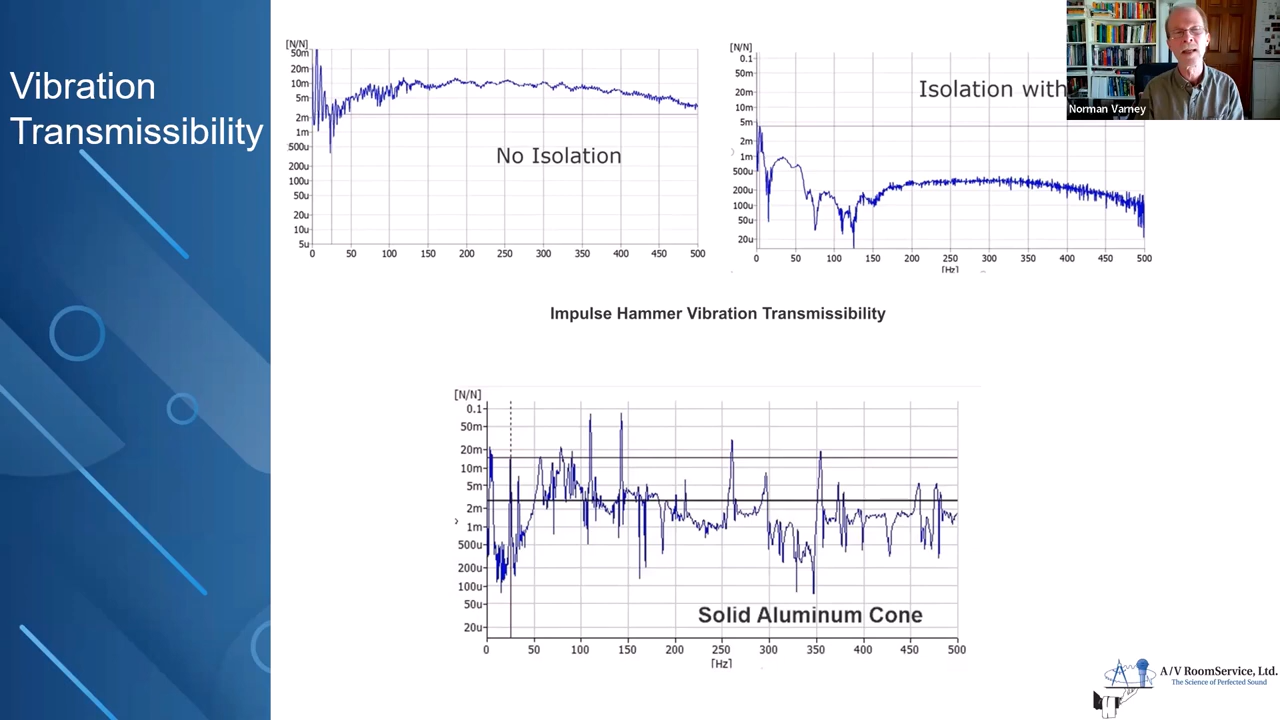 Vibration
Transmissibility
[N/N]
50m
20m
10m
5m
2m
1m
500u
200u
100u
50u
20u
10u
5u
0 50 100 150 200 250 300 350 400 450 500
No Isolation
[N/N]
0.1
50m
20m
10m
5m
2m
1m
500u
200u
100u
50u
20u
0 50 100 150 200 250 300 350 400 450 500
[Hz]
Isolation with
Norman Varney
Impulse Hammer Vibration Transmissibility
[N/N]
0.1
50m
20m
10m
5m
2m
1m
500u
200u
100u
50u
20u
0 50 100 150 200 250 300 350 400 450 500
[Hz]
Solid Aluminum Cone
A/V RoomService, Ltd.
The Science of Perfected Sound